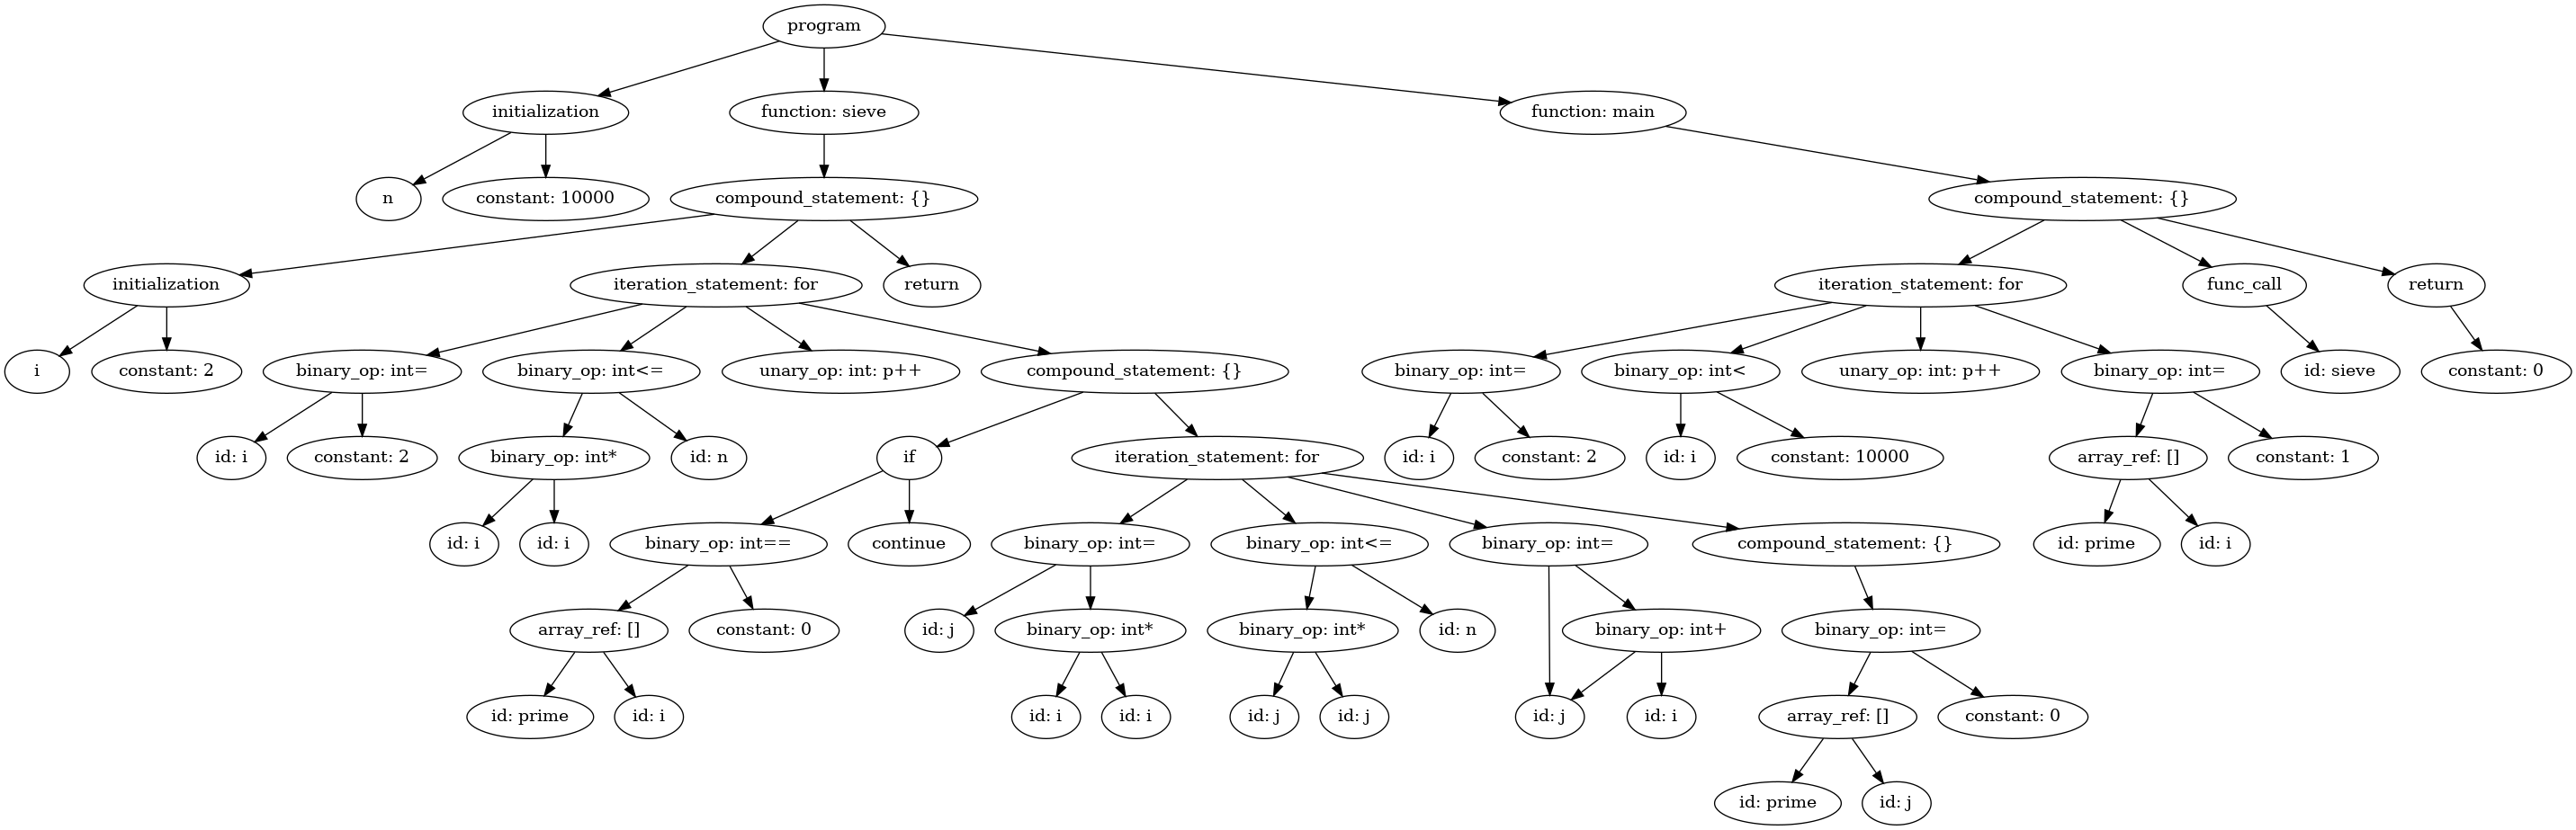 program
initialization
function: sieve
function: main
n
constant: 10000
compound_statement: {}
compound_statement: {}
initialization
iteration_statement: for
return
iteration_statement: for
func_call
return
i
constant: 2
binary_op: int=
binary_op: int<=
unary_op: int: p++
compound_statement: {}
binary_op: int=
binary_op: int<
unary_op: int: p++
binary_op: int=
id: sieve
constant: 0
id: i
constant: 2
binary_op: int*
id: n
if
iteration_statement: for
id: i
constant: 2
id: i
constant: 10000
array_ref: []
constant: 1
id: i
id: i
binary_op: int==
continue
binary_op: int=
binary_op: int<=
binary_op: int=
compound_statement: {}
id: prime
id: i
array_ref: []
constant: 0
id: j
binary_op: int*
binary_op: int*
id: n
binary_op: int+
binary_op: int=
id: prime
id: i
id: i
id: i
id: j
id: j
id: j
id: i
array_ref: []
constant: 0
id: prime
id: j